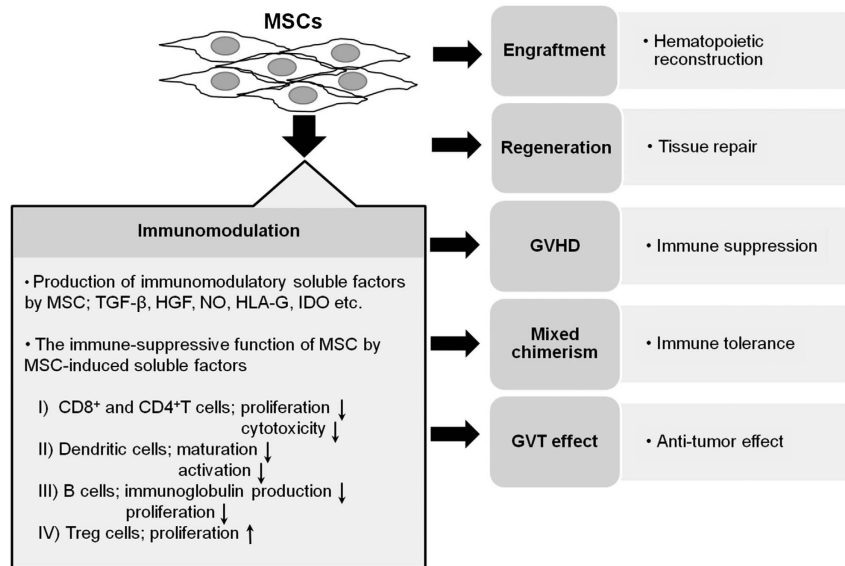 MSCs
Immunomodulation
• Production of immunomodulatory soluble factors
by MSC; TGF-β, HGF, NO, HLA-G, IDO etc.
• The immune-suppressive function of MSC by
MSC-induced soluble factors
I) CD8⁺ and CD4⁺T cells; proliferation ↓
cytotoxicity ↓
II) Dendritic cells; maturation ↓
activation ↓
III) B cells; immunoglobulin production ↓
proliferation ↓
IV) Treg cells; proliferation ↑
Engraftment
• Hematopoietic
reconstruction
Regeneration
• Tissue repair
GVHD
• Immune suppression
Mixed
chimerism
• Immune tolerance
GVT effect
• Anti-tumor effect